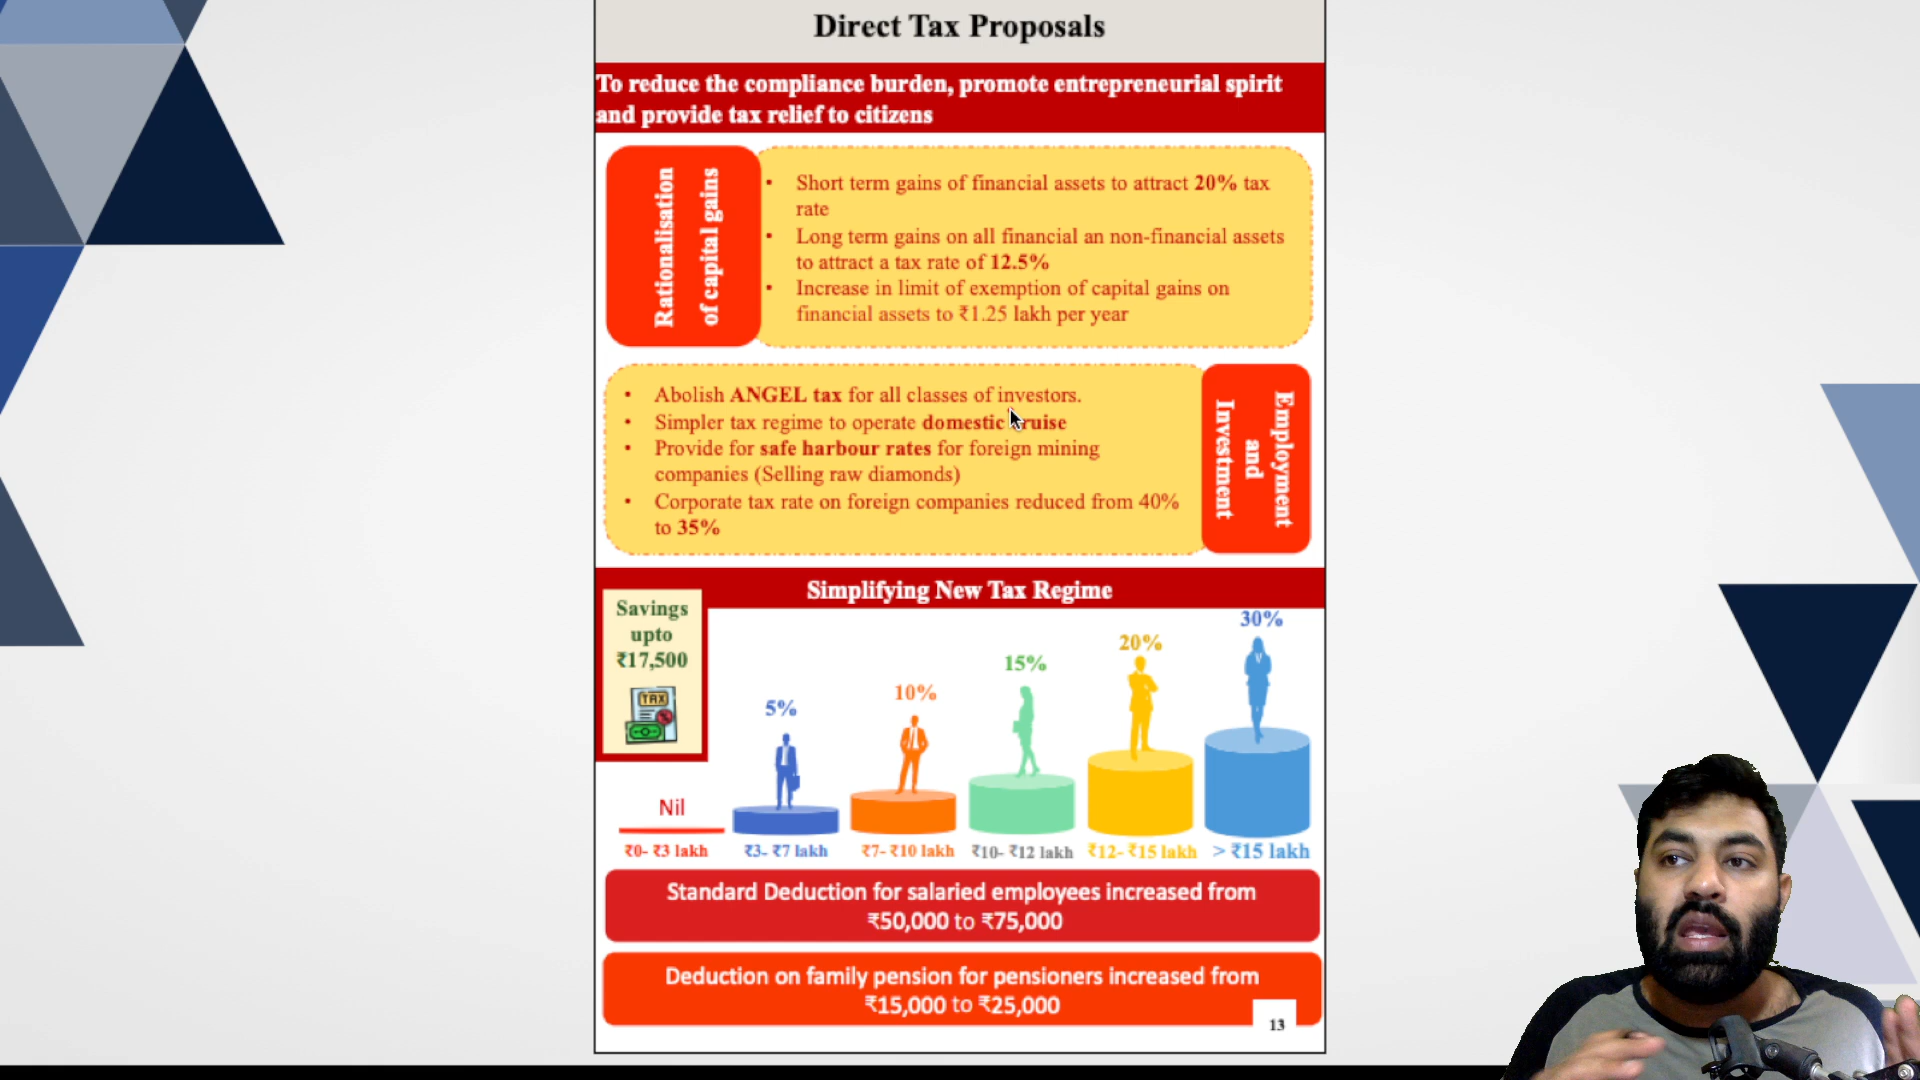 Direct Tax Proposals
To reduce the compliance burden, promote entrepreneurial spirit
and provide tax relief to citizens
Rationalisation
of capital gains
• Short term gains of financial assets to attract 20% tax
rate
• Long term gains on all financial an non-financial assets
to attract a tax rate of 12.5%
• Increase in limit of exemption of capital gains on
financial assets to ₹1.25 lakh per year
• Abolish ANGEL tax for all classes of investors.
• Simpler tax regime to operate domestic cruise
• Provide for safe harbour rates for foreign mining
companies (Selling raw diamonds)
• Corporate tax rate on foreign companies reduced from 40%
to 35%
Employment
and
Investment
Simplifying New Tax Regime
Savings
upto
₹17,500
TAX
Nil
5%
10%
15%
20%
30%
₹0- ₹3 lakh
₹3- ₹7 lakh
₹7- ₹10 lakh
₹10- ₹12 lakh
₹12- ₹15 lakh
> ₹15 lakh
Standard Deduction for salaried employees increased from
₹50,000 to ₹75,000
Deduction on family pension for pensioners increased from
₹15,000 to ₹25,000
13